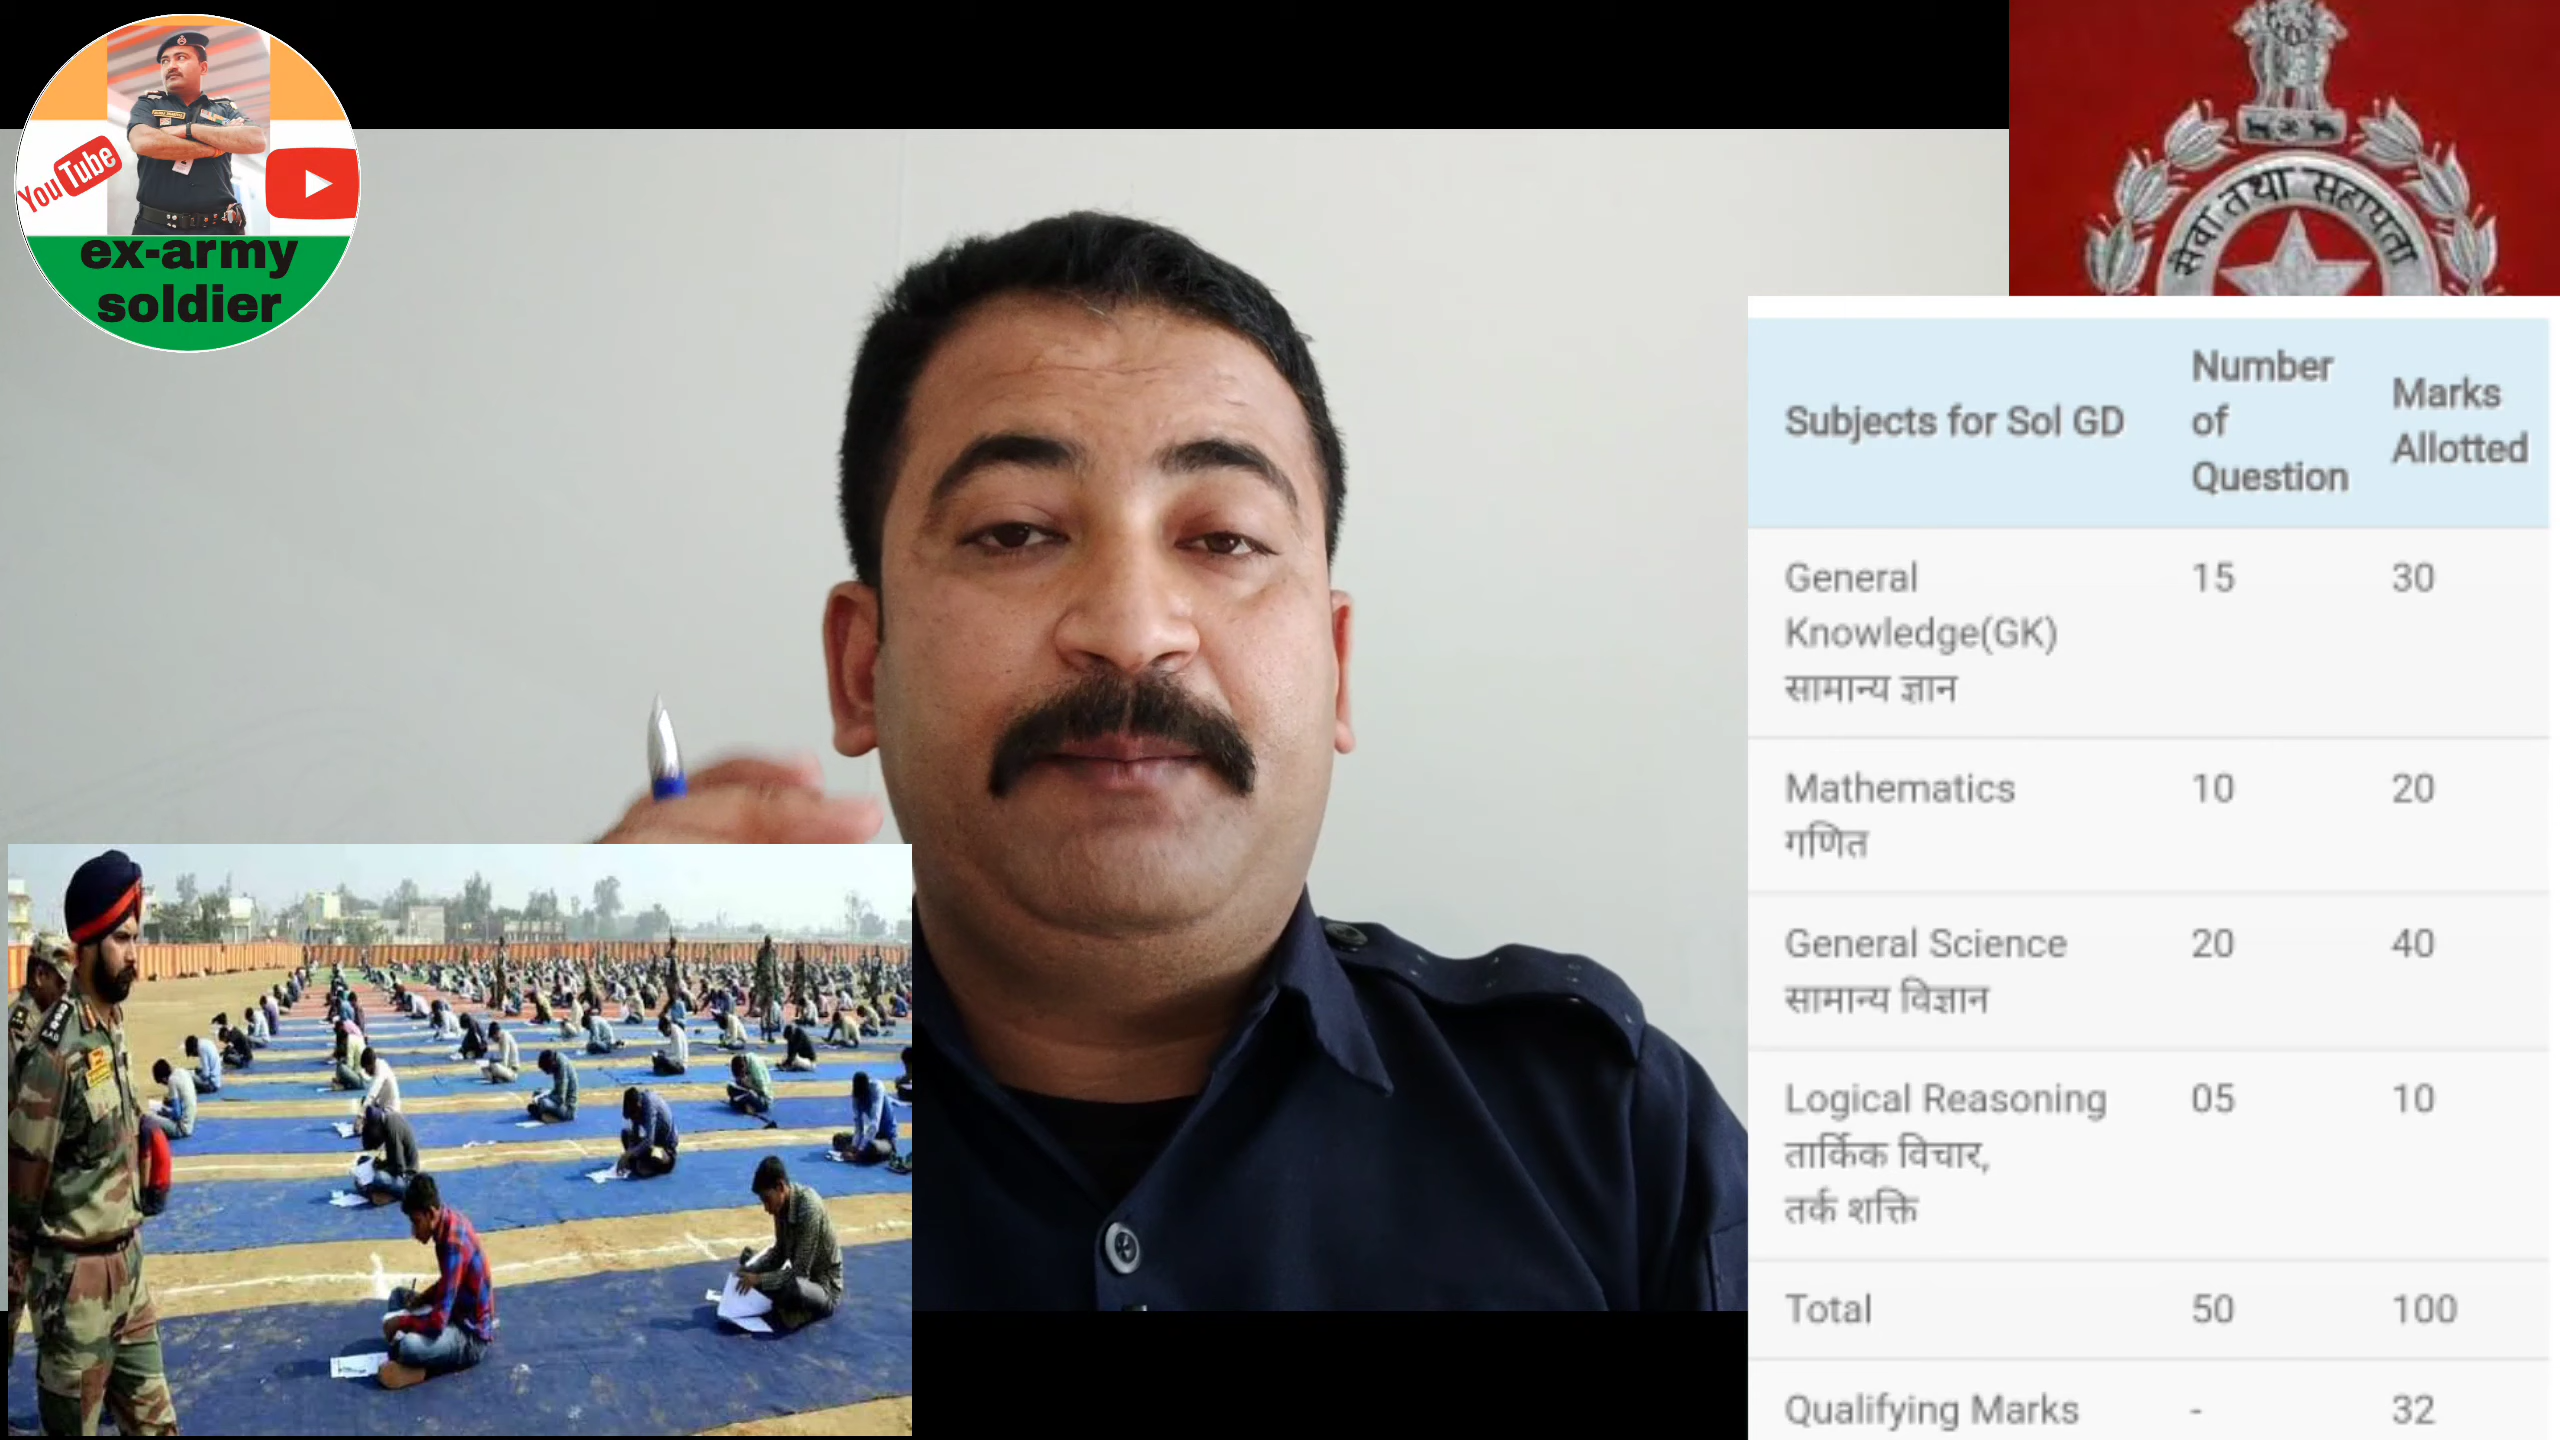 YouTube
ex-army
soldier
सेवा तथा सहायता
Subjects for Sol GD
Number
of
Question
Marks
Allotted
General
Knowledge(GK)
सामान्य ज्ञान
15
30
Mathematics
गणित
10
20
General Science
सामान्य विज्ञान
20
40
Logical Reasoning
तार्किक विचार,
तर्क शक्ति
05
10
Total
50
100
Qualifying Marks
-
32